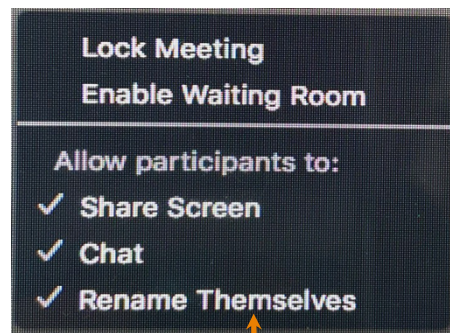 Lock Meeting
Enable Waiting Room
Allow participants to:
✓ Share Screen
✓ Chat
✓ Rename Themselves